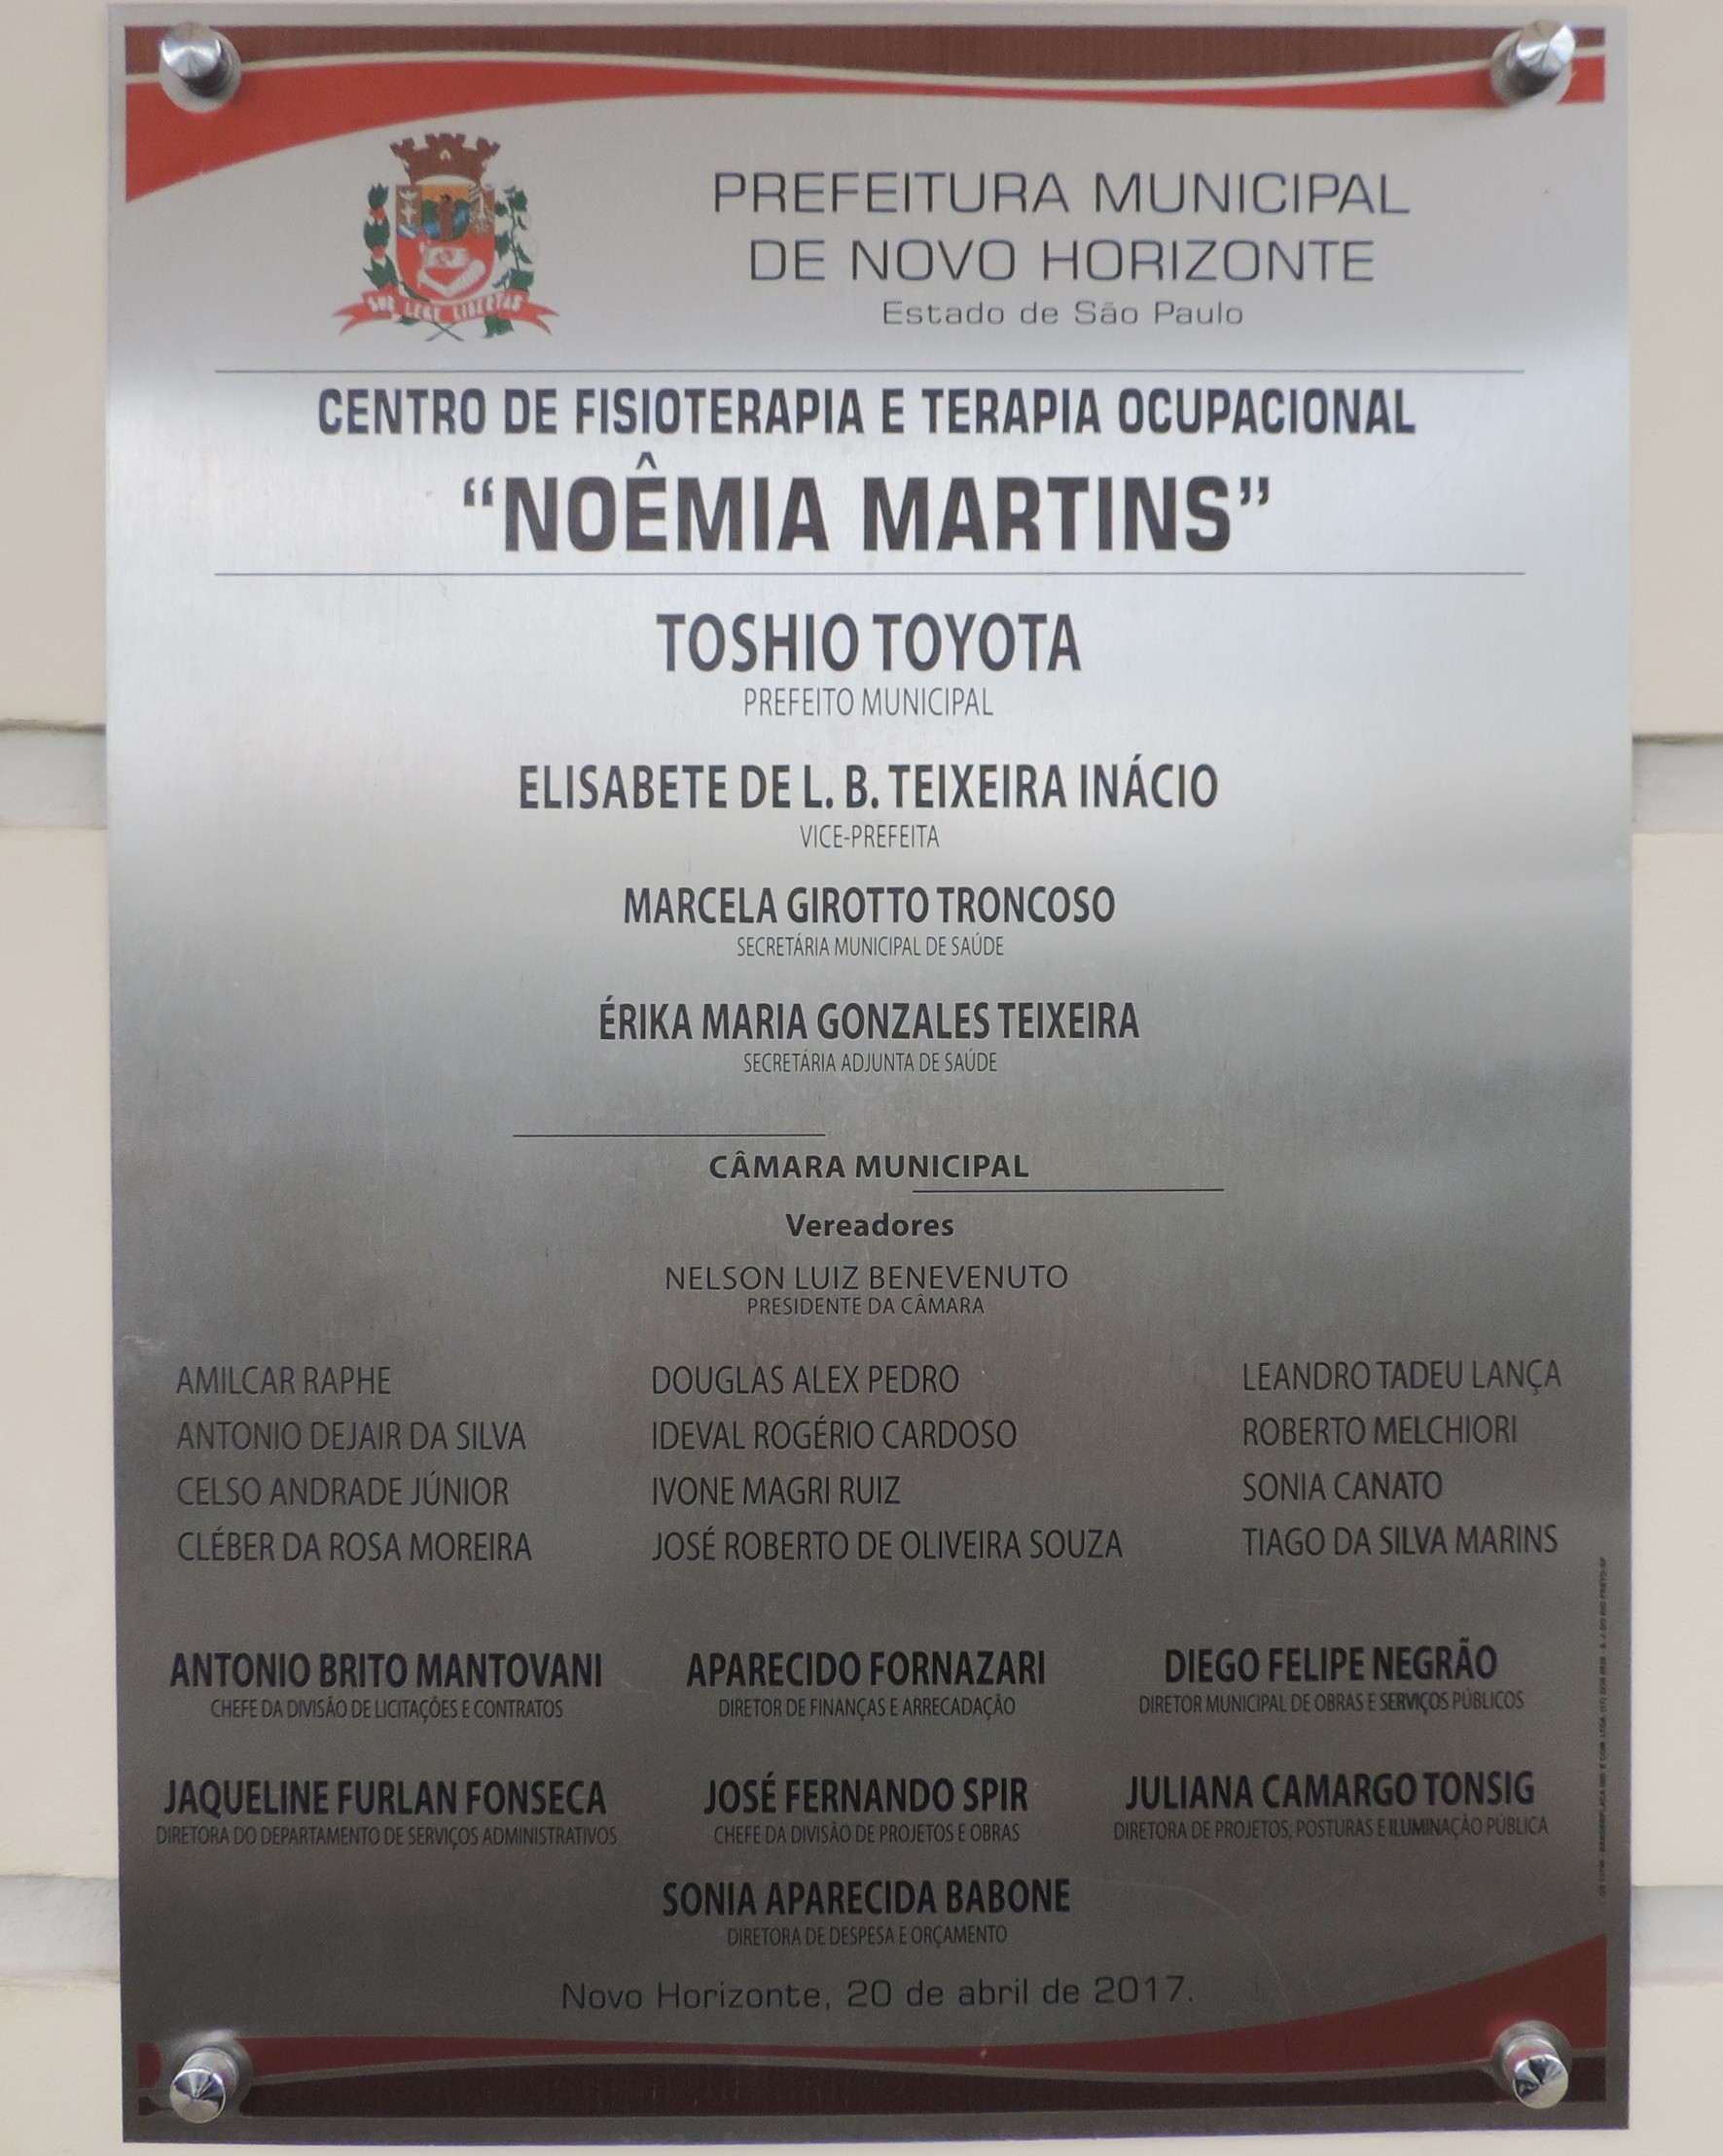 SUB LEGE LIBERTAS
PREFEITURA MUNICIPAL
DE NOVO HORIZONTE
Estado de São Paulo
CENTRO DE FISIOTERAPIA E TERAPIA OCUPACIONAL
“NOÊMIA MARTINS”
TOSHIO TOYOTA
PREFEITO MUNICIPAL
ELISABETE DE L. B. TEIXEIRA INÁCIO
VICE-PREFEITA
MARCELA GIROTTO TRONCOSO
SECRETÁRIA MUNICIPAL DE SAÚDE
ÉRIKA MARIA GONZALES TEIXEIRA
SECRETÁRIA ADJUNTA DE SAÚDE
CÂMARA MUNICIPAL
Vereadores
NELSON LUIZ BENEVENUTO
PRESIDENTE DA CÂMARA
AMILCAR RAPHE
ANTONIO DEJAIR DA SILVA
CELSO ANDRADE JÚNIOR
CLÉBER DA ROSA MOREIRA
DOUGLAS ALEX PEDRO
IDEVAL ROGÉRIO CARDOSO
IVONE MAGRI RUIZ
JOSÉ ROBERTO DE OLIVEIRA SOUZA
LEANDRO TADEU LANÇA
ROBERTO MELCHIORI
SONIA CANATO
TIAGO DA SILVA MARINS
ANTONIO BRITO MANTOVANI
CHEFE DA DIVISÃO DE LICITAÇÕES E CONTRATOS
APARECIDO FORNAZARI
DIRETOR DE FINANÇAS E ARRECADAÇÃO
DIEGO FELIPE NEGRÃO
DIRETOR MUNICIPAL DE OBRAS E SERVIÇOS PÚBLICOS
JAQUELINE FURLAN FONSECA
DIRETORA DO DEPARTAMENTO DE SERVIÇOS ADMINISTRATIVOS
JOSÉ FERNANDO SPIR
CHEFE DA DIVISÃO DE PROJETOS E OBRAS
JULIANA CAMARGO TONSIG
DIRETORA DE PROJETOS, POSTURAS E ILUMINAÇÃO PÚBLICA
SONIA APARECIDA BABONE
DIRETORA DE DESPESA E ORÇAMENTO
Novo Horizonte, 20 de abril de 2017.